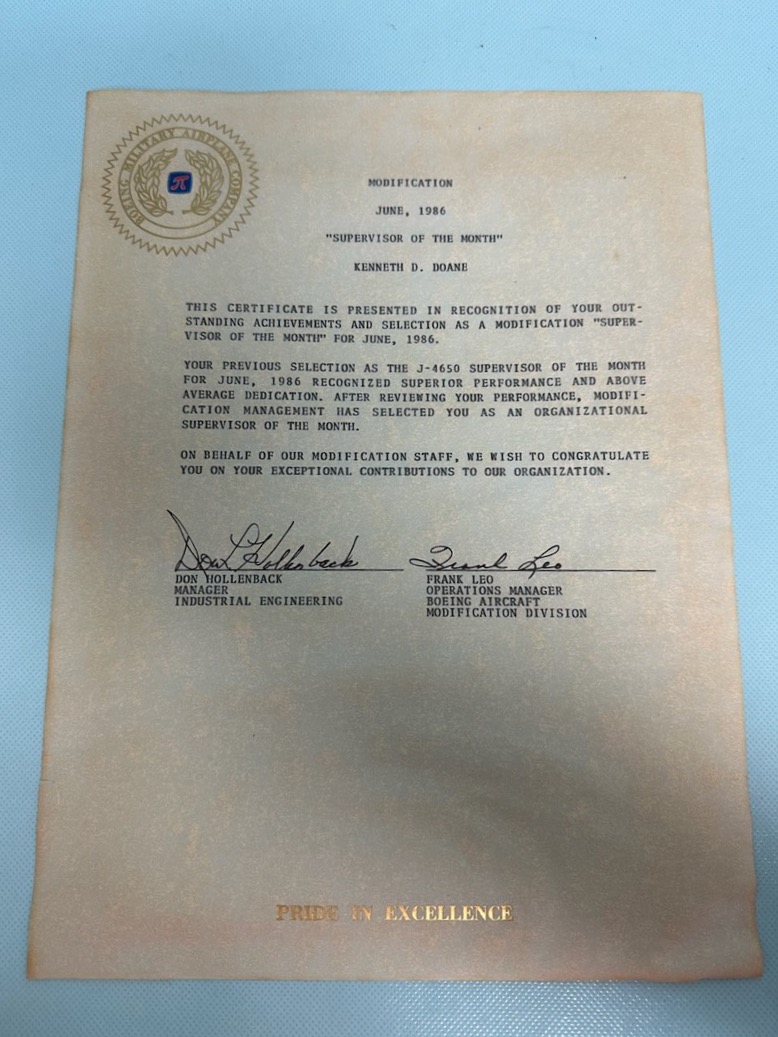 BOEING MILITARY AIRPLANE COMPANY
π
MODIFICATION
JUNE, 1986
"SUPERVISOR OF THE MONTH"
KENNETH D. DOANE
THIS CERTIFICATE IS PRESENTED IN RECOGNITION OF YOUR OUT-
STANDING ACHIEVEMENTS AND SELECTION AS A MODIFICATION "SUPER-
VISOR OF THE MONTH" FOR JUNE, 1986.
YOUR PREVIOUS SELECTION AS THE J-4650 SUPERVISOR OF THE MONTH
FOR JUNE, 1986 RECOGNIZED SUPERIOR PERFORMANCE AND ABOVE
AVERAGE DEDICATION. AFTER REVIEWING YOUR PERFORMANCE, MODIFI-
CATION MANAGEMENT HAS SELECTED YOU AS AN ORGANIZATIONAL
SUPERVISOR OF THE MONTH.
ON BEHALF OF OUR MODIFICATION STAFF, WE WISH TO CONGRATULATE
YOU ON YOUR EXCEPTIONAL CONTRIBUTIONS TO OUR ORGANIZATION.
Don L Hollenback
DON HOLLENBACK
MANAGER
INDUSTRIAL ENGINEERING
Frank Leo
FRANK LEO
OPERATIONS MANAGER
BOEING AIRCRAFT
MODIFICATION DIVISION
PRIDE IN EXCELLENCE